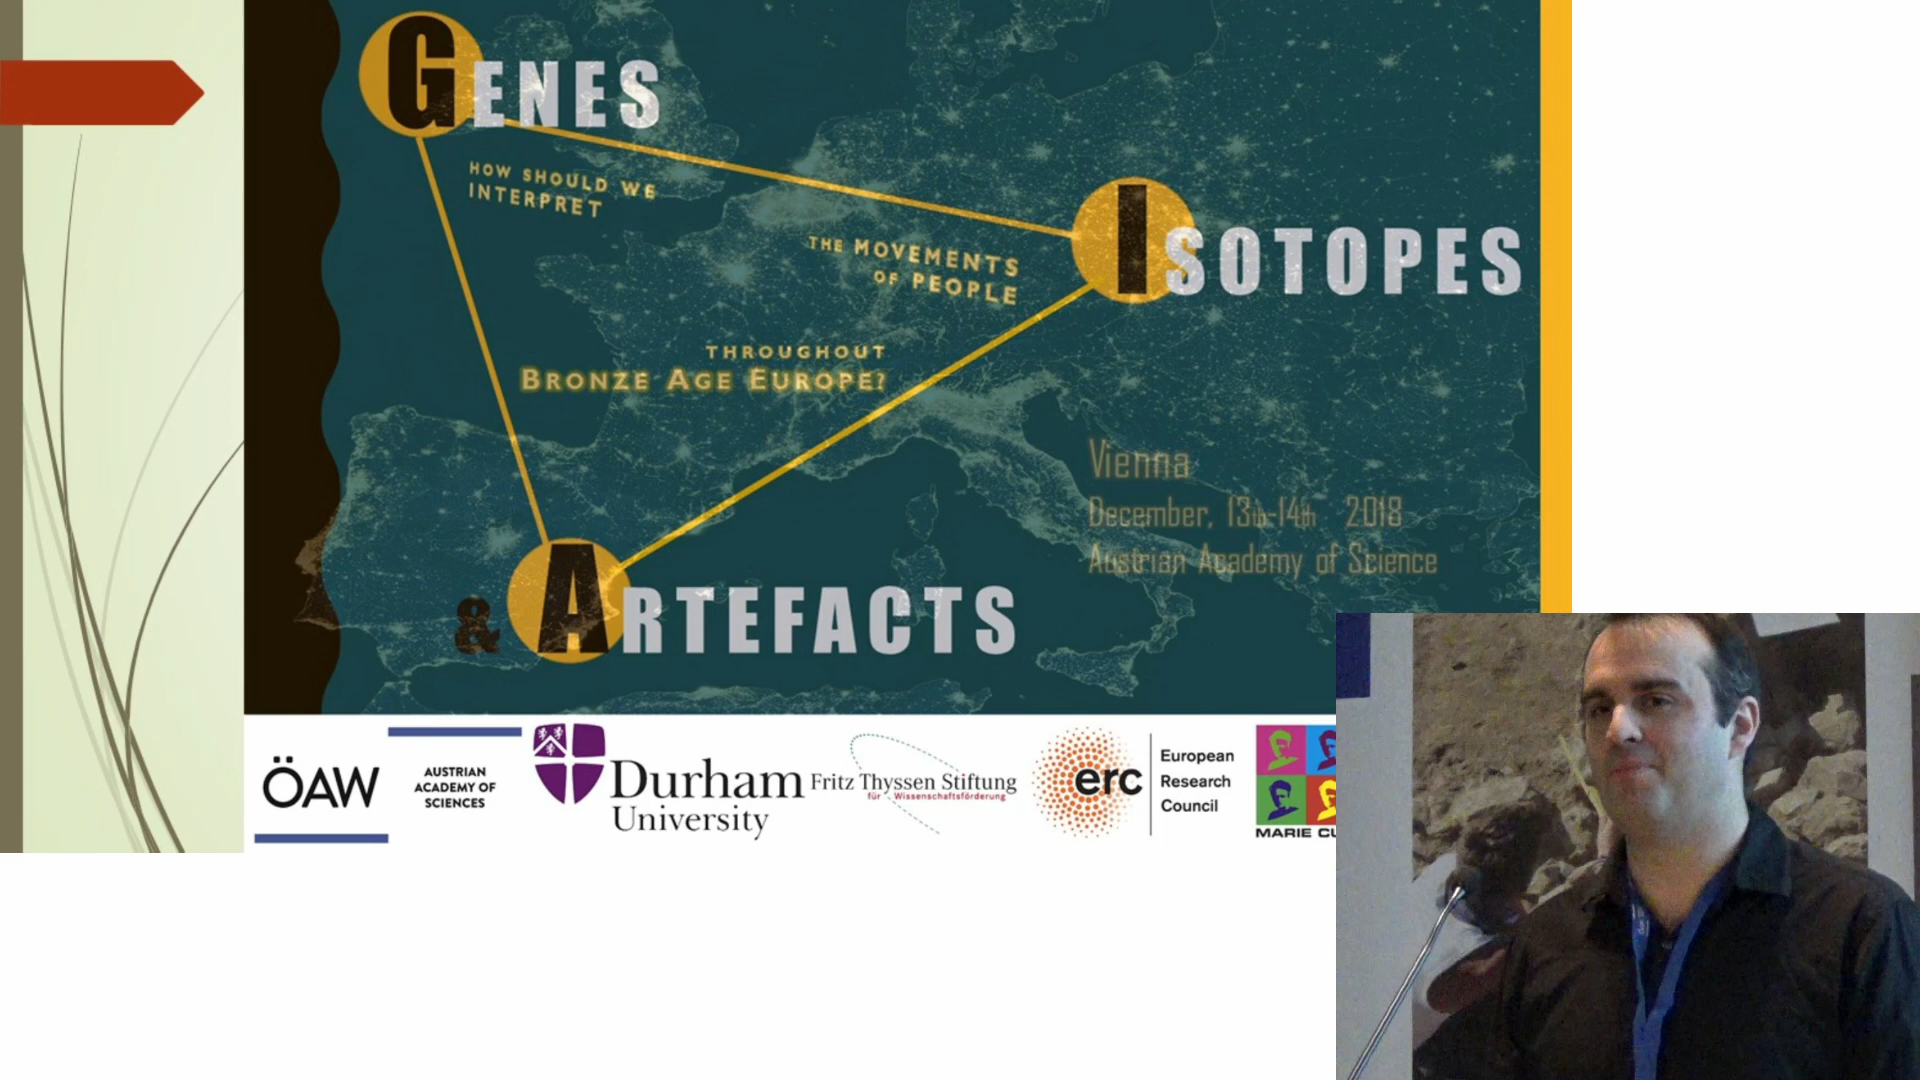 GENES
HOW SHOULD WE
INTERPRET
THE MOVEMENTS
OF PEOPLE
ISOTOPES
THROUGHOUT
BRONZE AGE EUROPE?
Vienna
December, 13th-14th 2018
Austrian Academy of Science
& ARTEFACTS
ÖAW
AUSTRIAN
ACADEMY OF
SCIENCES
Durham
University
Fritz Thyssen Stiftung
für Wissenschaftsförderung
erc
European
Research
Council
MARIE CU